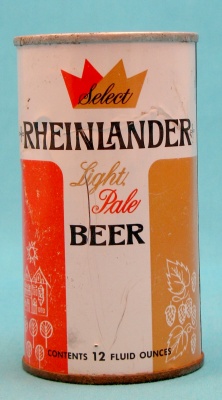 Select
RHEINLANDER
Light,
Pale
BEER
CONTENTS 12 FLUID OUNCES